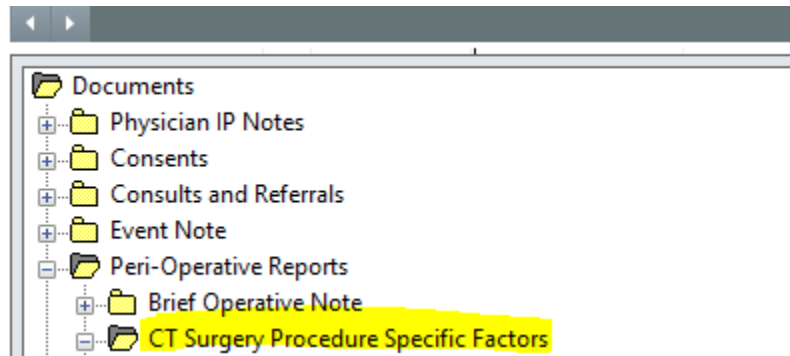 Documents
Physician IP Notes
Consents
Consults and Referrals
Event Note
Peri-Operative Reports
Brief Operative Note
CT Surgery Procedure Specific Factors